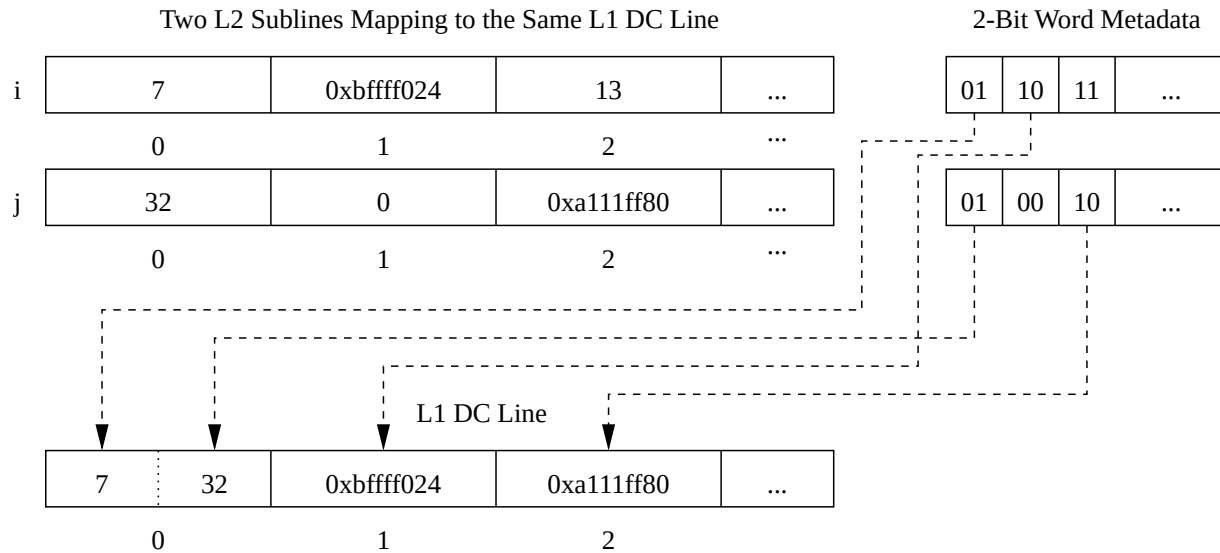 Two L2 Sublines Mapping to the Same L1 DC Line 2-Bit Word Metadata
i 7 0xbffff024 13 ... 01 10 11 ...
0 1 2 ...
j 32 0 0xa111ff80 ... 01 00 10 ...
0 1 2 ...
L1 DC Line
7 32 0xbffff024 0xa111ff80 ...
0 1 2